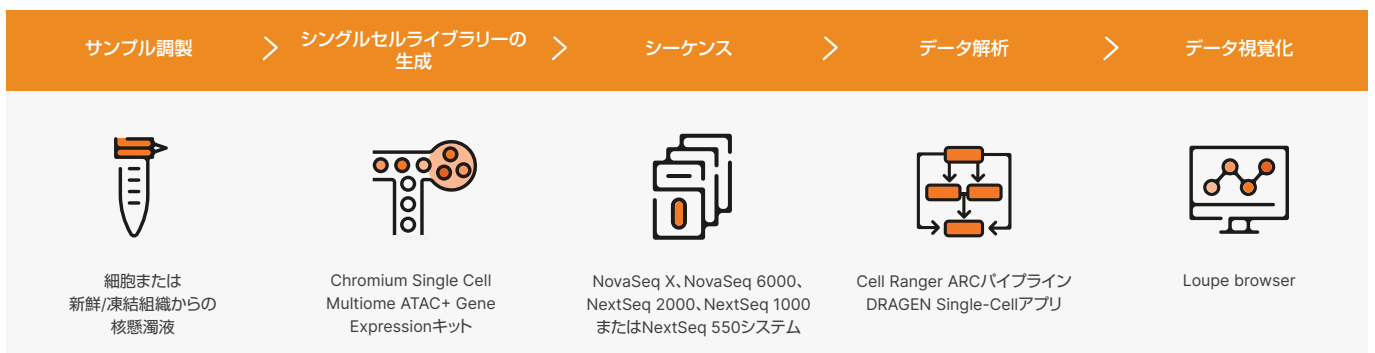 サンプル調製
シングルセルライブラリーの
生成
シーケンス
データ解析
データ視覚化
細胞または
新鮮/凍結組織からの
核懸濁液
Chromium Single Cell
Multiome ATAC+ Gene
Expressionキット
NovaSeq X、NovaSeq 6000、
NextSeq 2000、NextSeq 1000
またはNextSeq 550システム
Cell Ranger ARCパイプライン
DRAGEN Single-Cellアプリ
Loupe browser